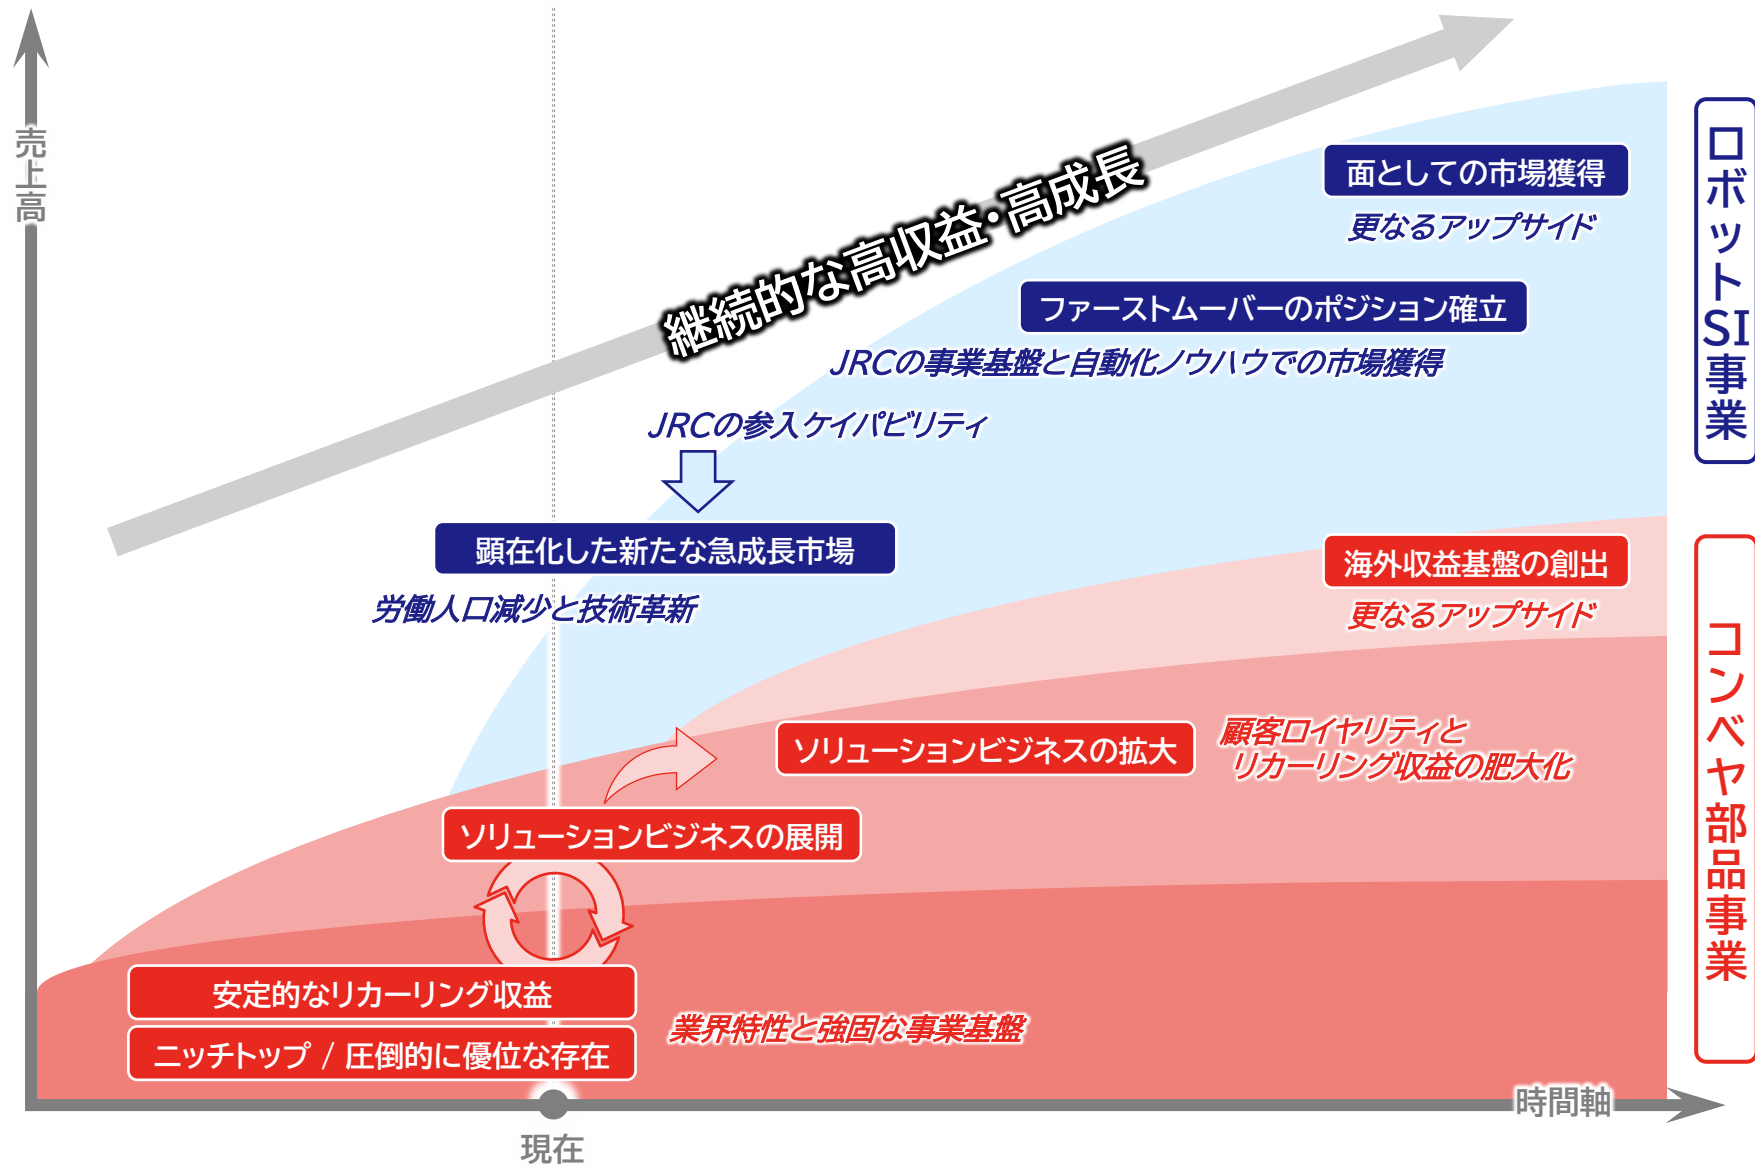 売上高
継続的な高収益・高成長
面としての市場獲得
更なるアップサイド
ファーストムーバーのポジション確立
JRCの事業基盤と自動化ノウハウでの市場獲得
JRCの参入ケイパビリティ
顕在化した新たな急成長市場
労働人口減少と技術革新
ロボットSI事業
海外収益基盤の創出
更なるアップサイド
ソリューションビジネスの拡大
顧客ロイヤリティと
リカーリング収益の肥大化
ソリューションビジネスの展開
安定的なリカーリング収益
ニッチトップ / 圧倒的に優位な存在
業界特性と強固な事業基盤
コンベヤ部品事業
時間軸
現在